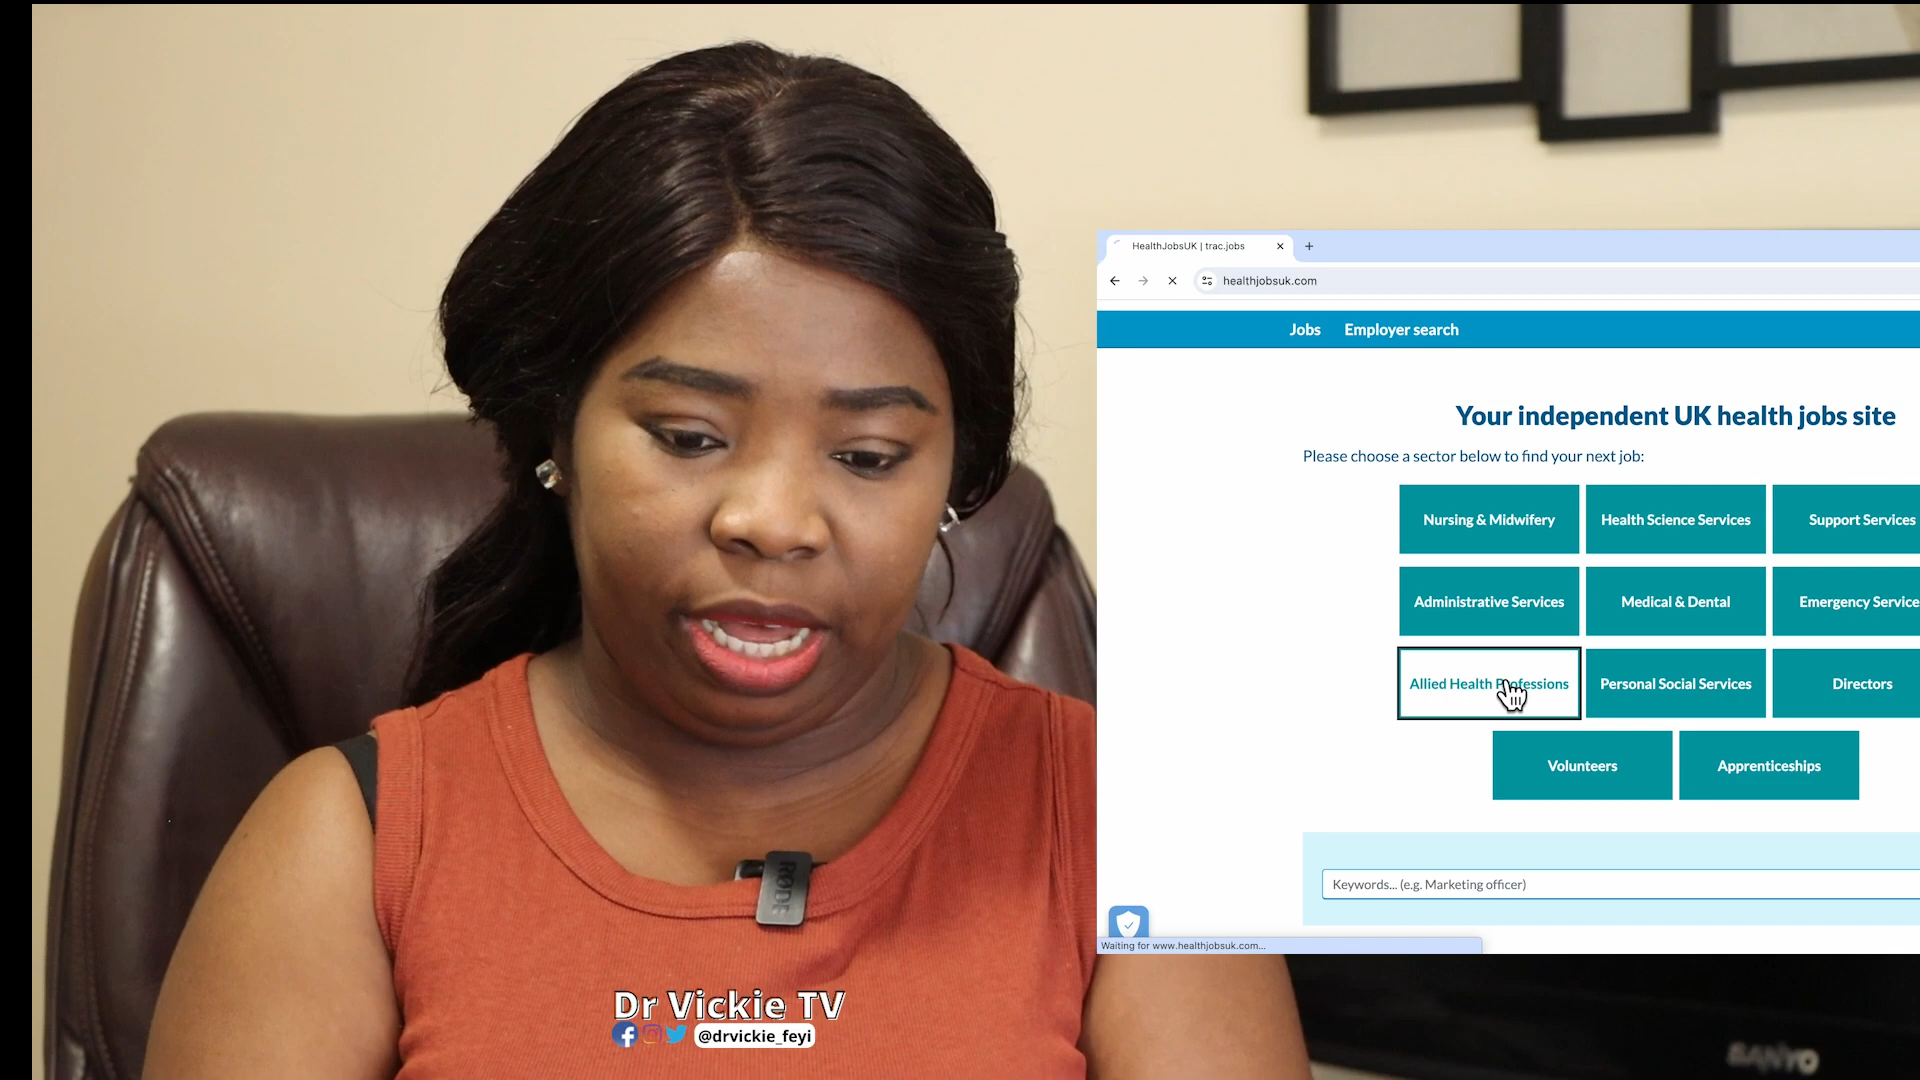 HealthJobsUK | trac.jobs
healthjobsuk.com
Jobs Employer search
Your independent UK health jobs site
Please choose a sector below to find your next job:
Nursing & Midwifery Health Science Services Support Services
Administrative Services Medical & Dental Emergency Service
Allied Health Professions Personal Social Services Directors
Volunteers Apprenticeships
Keywords... (e.g. Marketing officer)
Waiting for www.healthjobsuk.com...
RØDE
Dr Vickie TV
@drvickie_feyi
SANYO